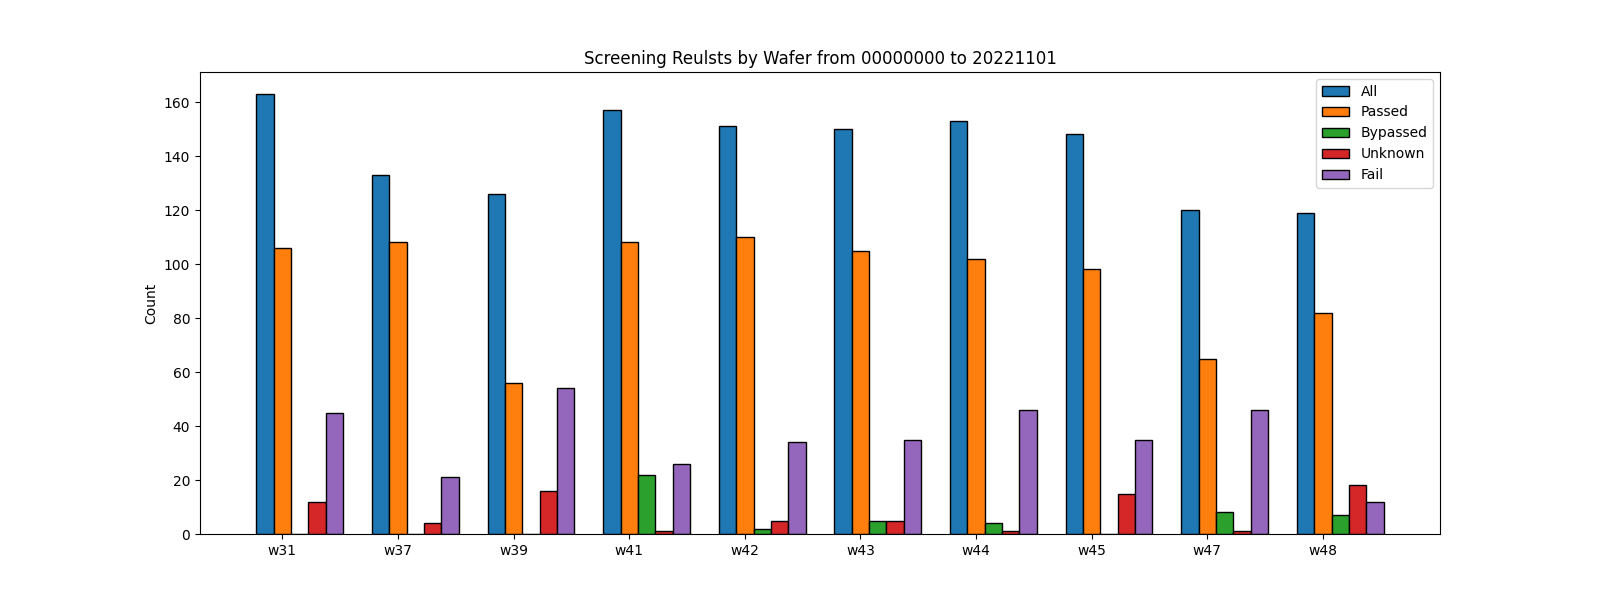 Screening Reulsts by Wafer from 00000000 to 20221101
All
Passed
Bypassed
Unknown
Fail
Count
160
140
120
100
80
60
40
20
0
w31 w37 w39 w41 w42 w43 w44 w45 w47 w48